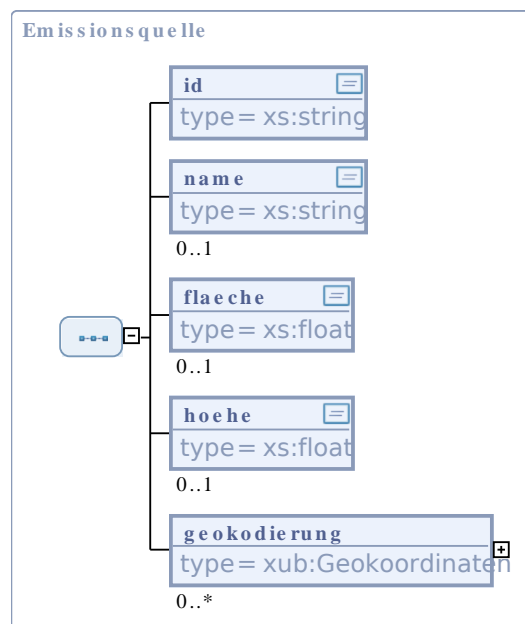 Emissionsquelle
id
type= xs:string
name
type= xs:string
0..1
flaeche
type= xs:float
0..1
hoehe
type= xs:float
0..1
geokodierung
type= xub:Geokoordinaten
0..*